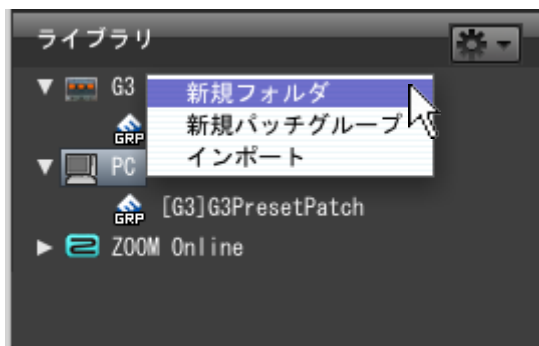 ライブラリ
G3
新規フォルダ
GRP
新規パッチグループ
PC
インポート
GRP
[G3]G3PresetPatch
ZOOM Online